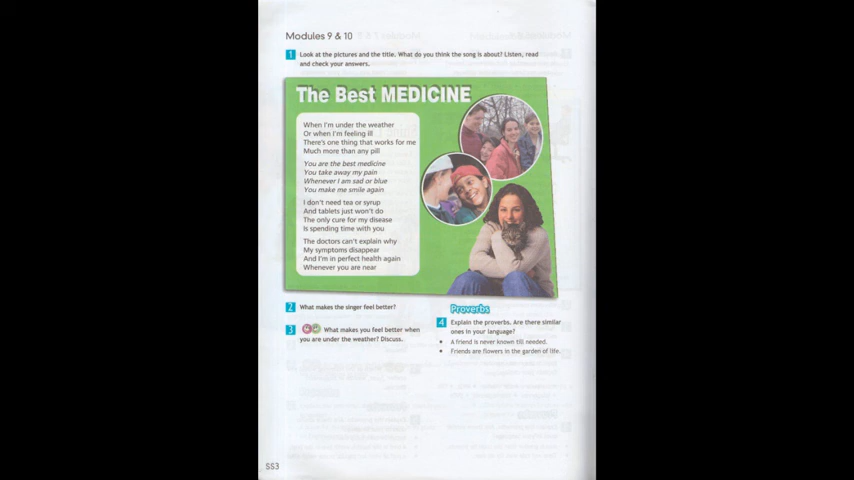 Modules 9 & 10
1 Look at the pictures and the title. What do you think the song is about? Listen, read
and check your answers.
The Best MEDICINE
When I'm under the weather
Or when I'm feeling ill
There's one thing that works for me
Much more than any pill
You are the best medicine
You take away my pain
Whenever I am sad or blue
You make me smile again
I don't need tea or syrup
And tablets just won't do
The only cure for my disease
Is spending time with you
The doctors can't explain why
My symptoms disappear
And I'm in perfect health again
Whenever you are near
2 What makes the singer feel better?
3 What makes you feel better when
you are under the weather? Discuss.
Proverbs
4 Explain the proverbs. Are there similar
ones in your language?
• A friend is never known till needed.
• Friends are flowers in the garden of life.
SS3